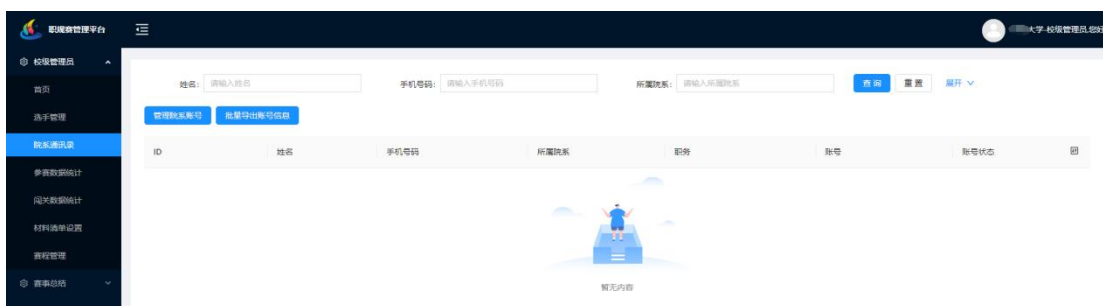 职规赛管理平台
大学-校级管理员,您好
校级管理员
首页
选手管理
院系通讯录
参赛数据统计
闯关数据统计
材料清单设置
赛程管理
赛事总结
姓名: 请输入姓名
手机号码: 请输入手机号码
所属院系: 请输入所属院系
查询 重置 展开
管理院系账号 批量导出账号信息
ID 姓名 手机号码 所属院系 职务 账号 账号状态
暂无内容